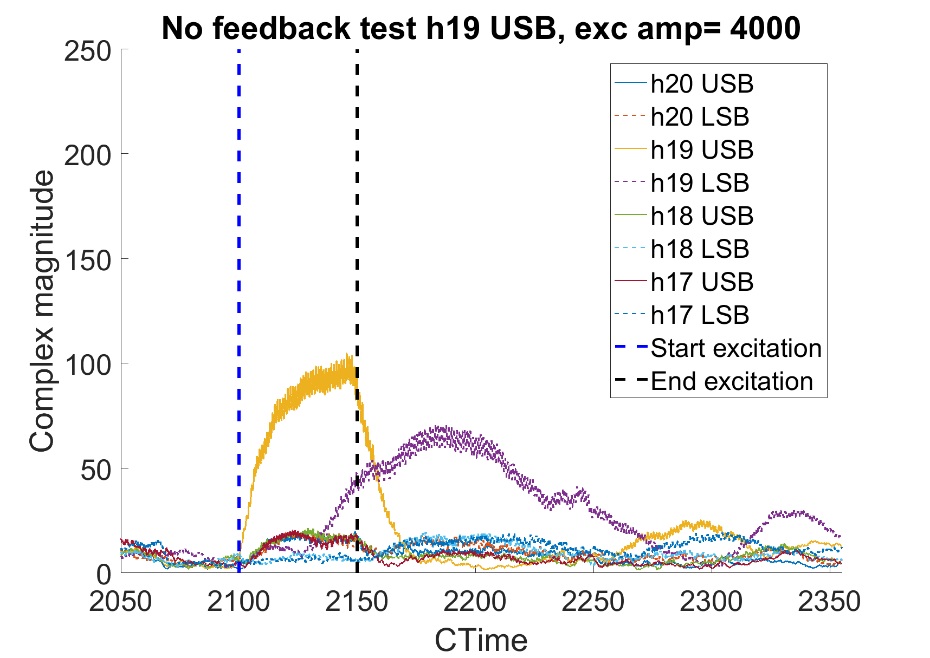 No feedback test h19 USB, exc amp= 4000
250
200
150
100
50
0
Complex magnitude
2050
2100
2150
2200
2250
2300
2350
CTime
h20 USB
h20 LSB
h19 USB
h19 LSB
h18 USB
h18 LSB
h17 USB
h17 LSB
Start excitation
End excitation